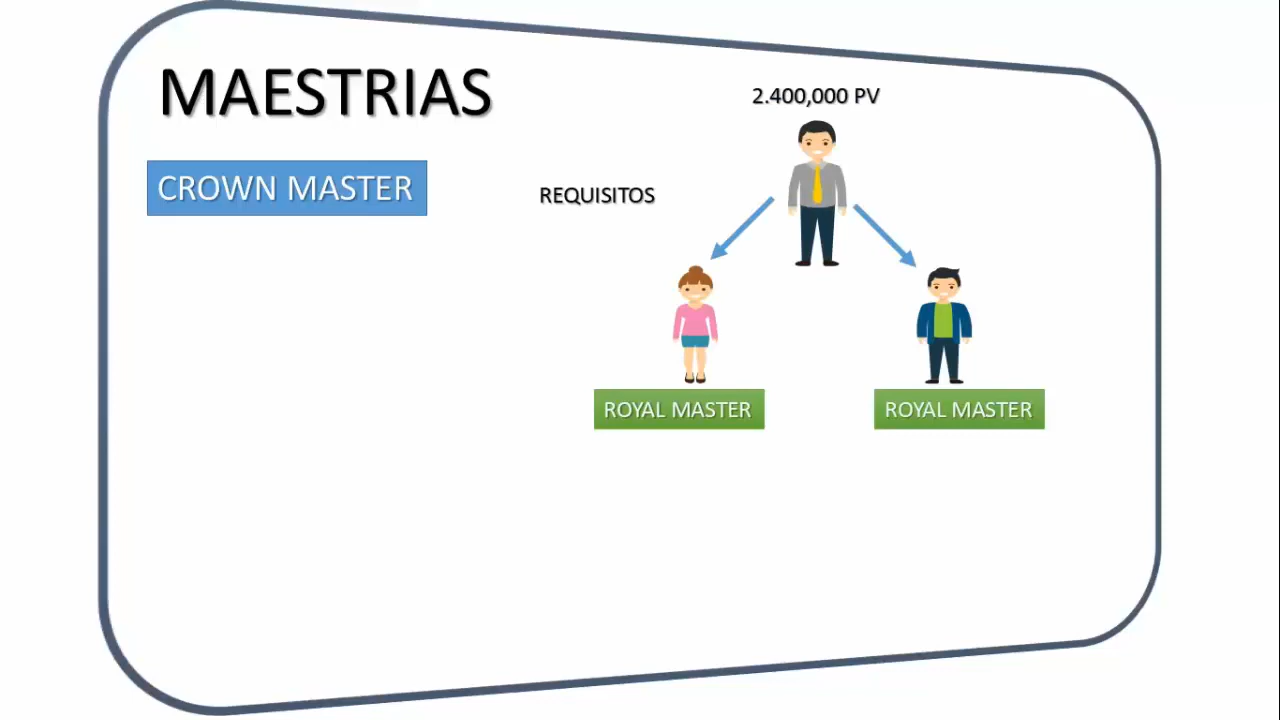 MAESTRIAS
2.400,000 PV
CROWN MASTER
REQUISITOS
ROYAL MASTER
ROYAL MASTER